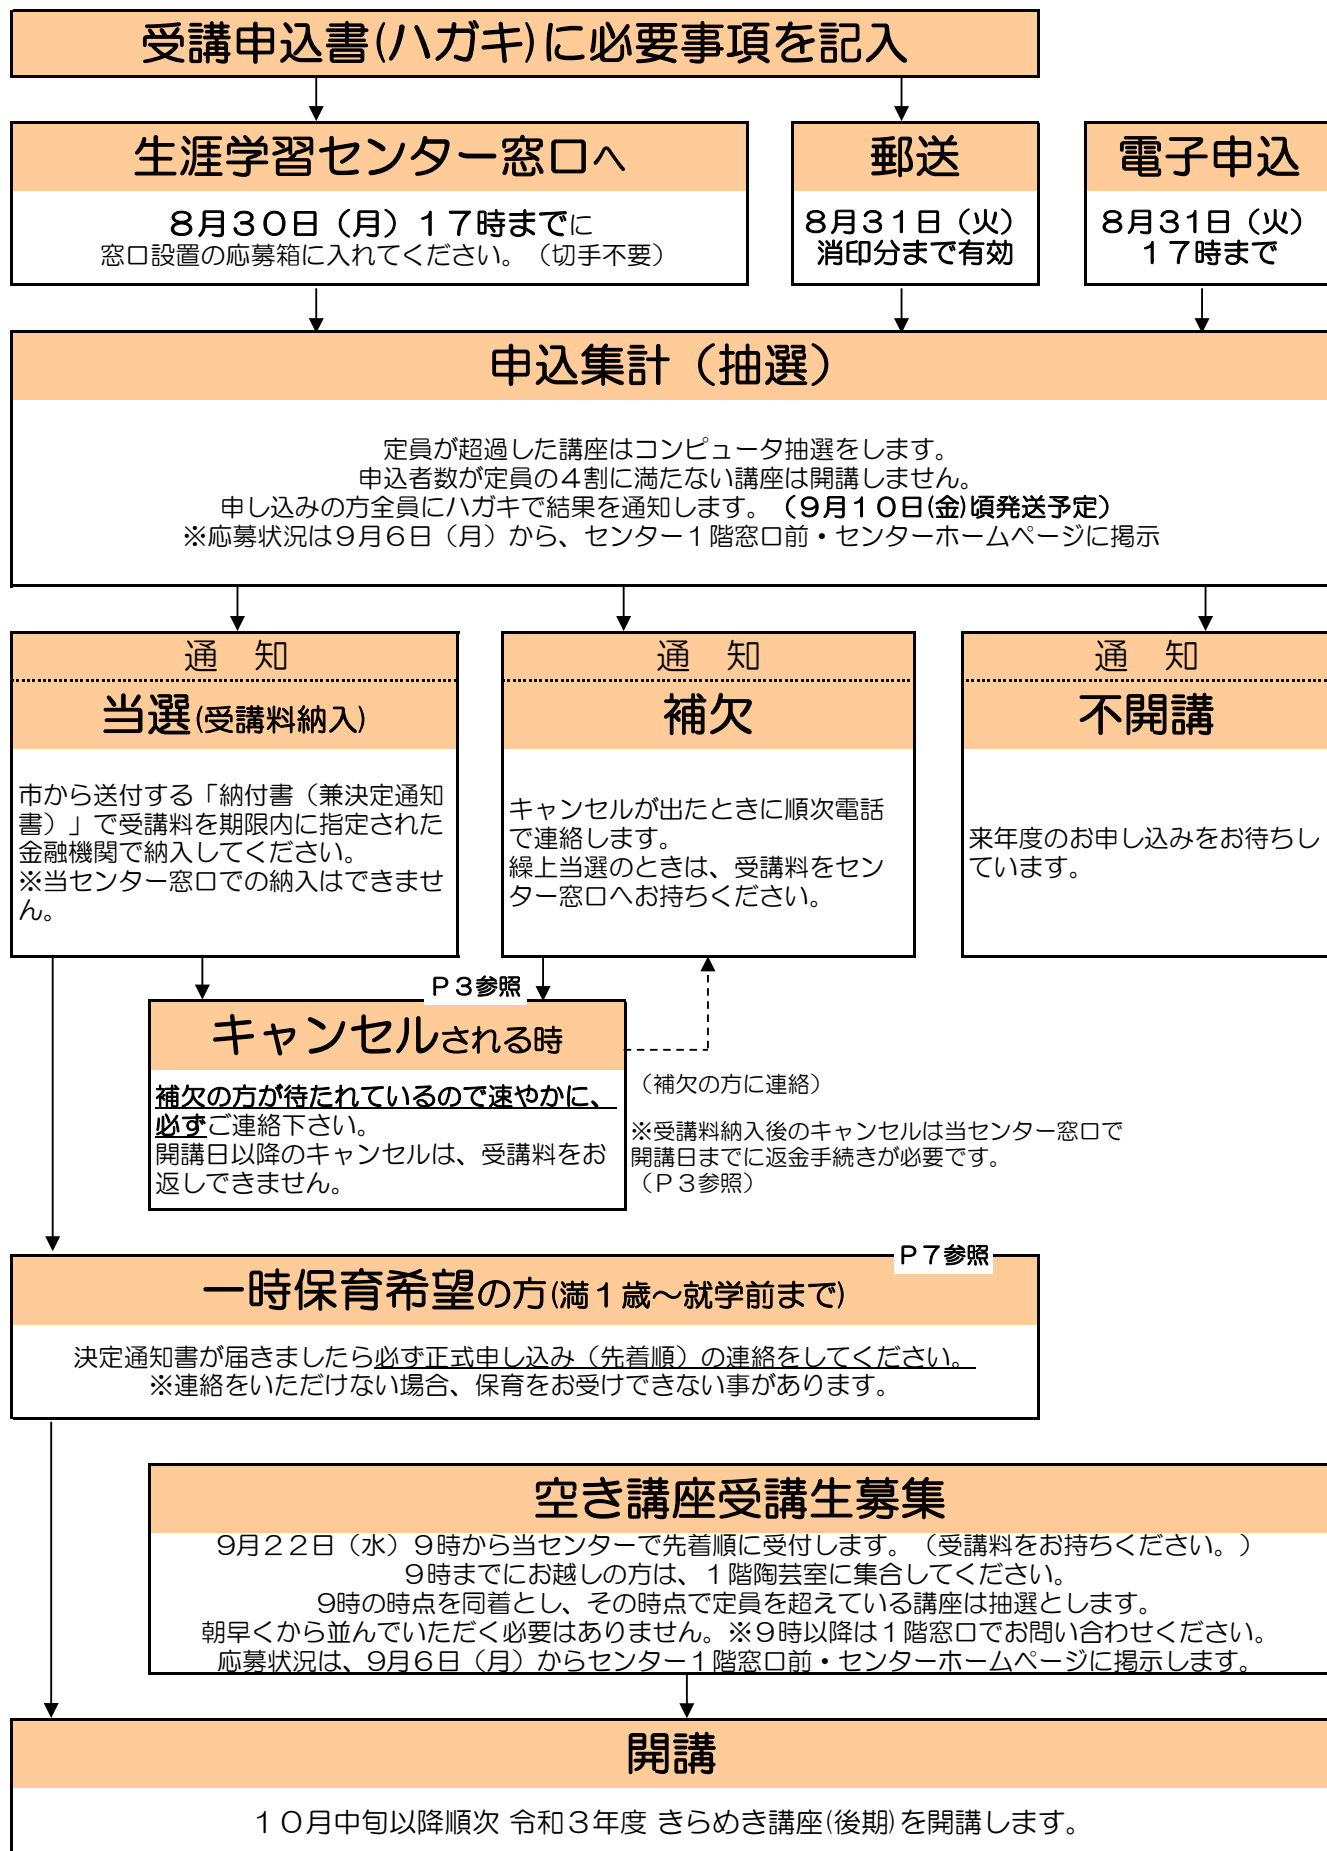 受講申込書(ハガキ)に必要事項を記入
生涯学習センター窓口へ
８月３０日（月）１７時までに
窓口設置の応募箱に入れてください。（切手不要）
郵送
８月３１日（火）
消印分まで有効
電子申込
８月３1日（火）
１７時まで
申込集計（抽選）
定員が超過した講座はコンピュータ抽選をします。
申込者数が定員の４割に満たない講座は開講しません。
申し込みの方全員にハガキで結果を通知します。（９月１０日(金)頃発送予定）
※応募状況は９月６日（月）から、センター１階窓口前・センターホームページに掲示
通　知
当選(受講料納入)
市から送付する「納付書（兼決定通知
書）」で受講料を期限内に指定された
金融機関で納入してください。
※当センター窓口での納入はできませ
ん。
通　知
補欠
キャンセルが出たときに順次電話
で連絡します。
繰上当選のときは、受講料をセン
ター窓口へお持ちください。
通　知
不開講
来年度のお申し込みをお待ちし
ています。
Ｐ３参照
キャンセルされる時
補欠の方が待たれているので速やかに、
必ずご連絡下さい。
開講日以降のキャンセルは、受講料をお
返しできません。
（補欠の方に連絡）
※受講料納入後のキャンセルは当センター窓口で
開講日までに返金手続きが必要です。
（Ｐ３参照）
Ｐ７参照
一時保育希望の方(満１歳～就学前まで)
決定通知書が届きましたら必ず正式申し込み（先着順）の連絡をしてください。
※連絡をいただけない場合、保育をお受けできない事があります。
空き講座受講生募集
9月２２日（水）９時から当センターで先着順に受付します。（受講料をお持ちください。）
９時までにお越しの方は、１階陶芸室に集合してください。
9時の時点を同着とし、その時点で定員を超えている講座は抽選とします。
朝早くから並んでいただく必要はありません。※９時以降は１階窓口でお問い合わせください。
応募状況は、9月６日（月）からセンター１階窓口前・センターホームページに掲示します。
開講
１０月中旬以降順次 令和３年度 きらめき講座(後期)を開講します。